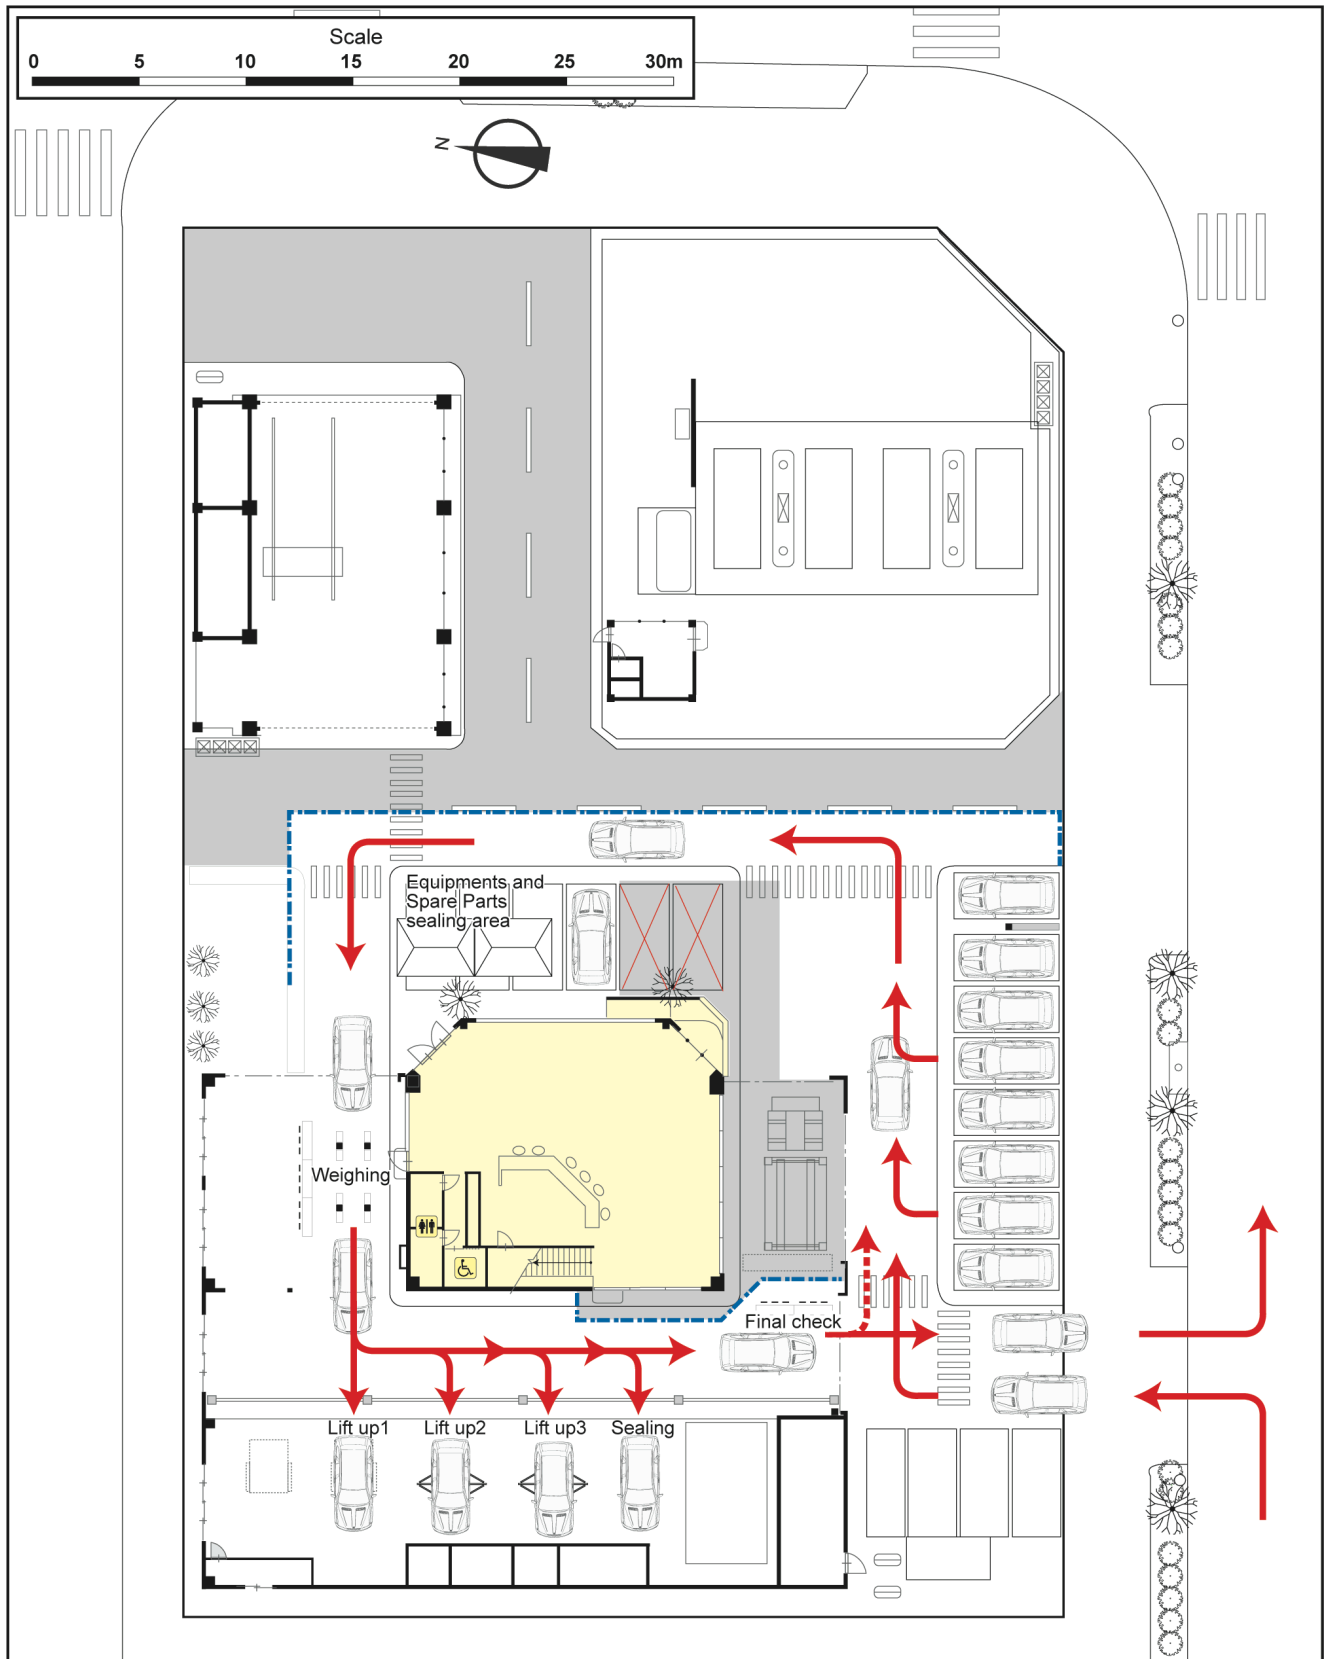 Scale
0 5 10 15 20 25 30m
N
Equipments and
Spare Parts
sealing area
Weighing
Final check
Lift up1 Lift up2 Lift up3 Sealing